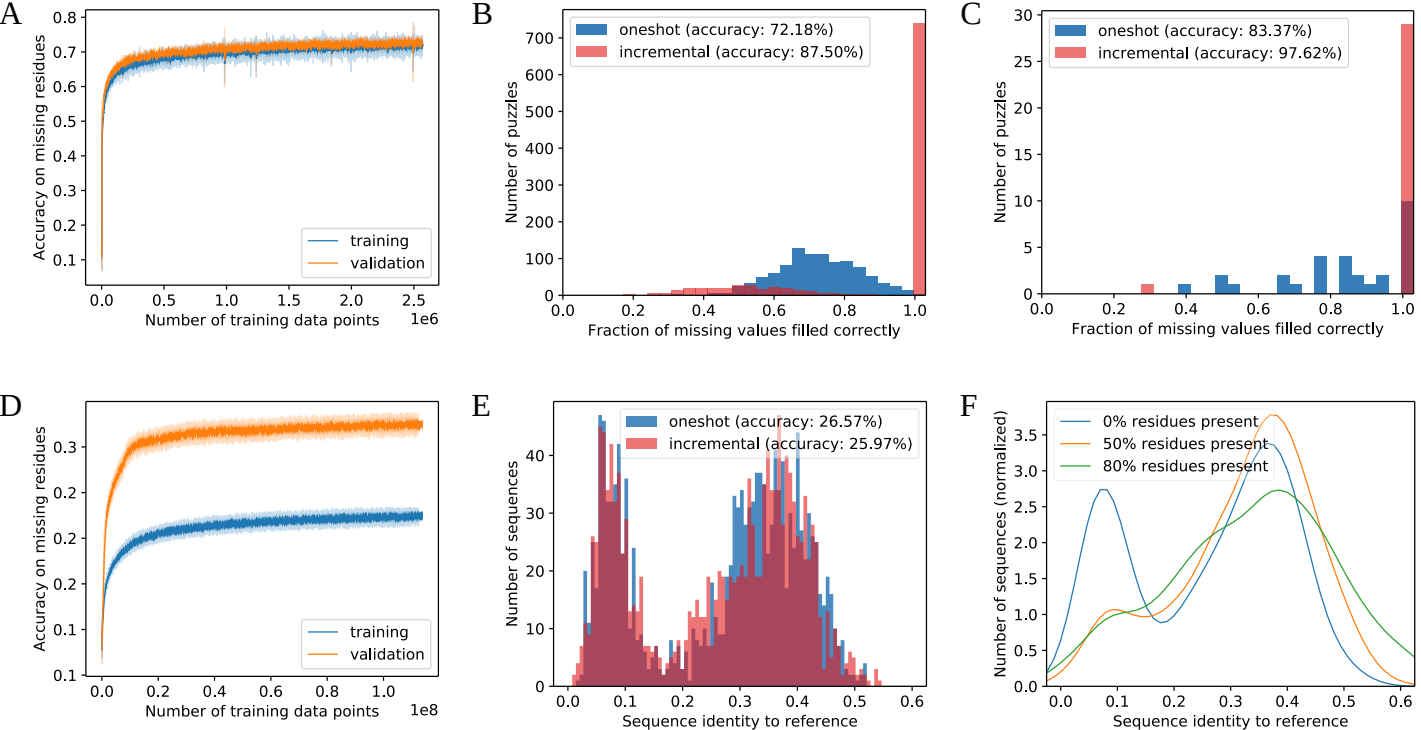 A
0.8
0.7
0.6
0.5
0.4
0.3
0.2
0.1
Accuracy on missing residues
training
validation
0.0 0.5 1.0 1.5 2.0 2.5
Number of training data points
1e6
B
700
600
500
400
300
200
100
0
Number of puzzles
oneshot (accuracy: 72.18%)
incremental (accuracy: 87.50%)
0.0 0.2 0.4 0.6 0.8 1.0
Fraction of missing values filled correctly
C
30
25
20
15
10
5
0
Number of puzzles
oneshot (accuracy: 83.37%)
incremental (accuracy: 97.62%)
0.0 0.2 0.4 0.6 0.8 1.0
Fraction of missing values filled correctly
D
0.3
0.2
0.2
0.2
0.1
0.1
Accuracy on missing residues
training
validation
0.0 0.2 0.4 0.6 0.8 1.0
Number of training data points
1e8
E
40
30
20
10
0
Number of sequences
oneshot (accuracy: 26.57%)
incremental (accuracy: 25.97%)
0.0 0.1 0.2 0.3 0.4 0.5 0.6
Sequence identity to reference
F
3.5
3.0
2.5
2.0
1.5
1.0
0.5
0.0
Number of sequences (normalized)
0% residues present
50% residues present
80% residues present
0.0 0.1 0.2 0.3 0.4 0.5 0.6
Sequence identity to reference